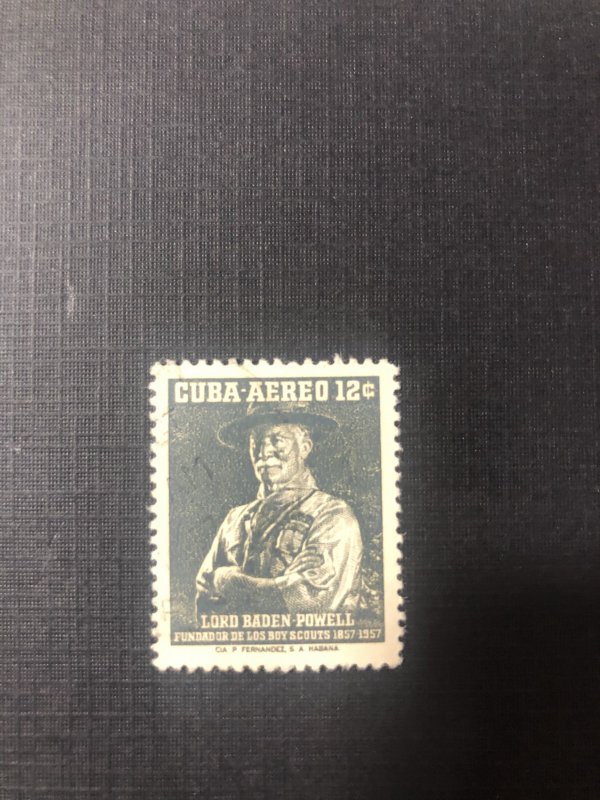 CUBA-AEREO 12¢
LORD BADEN-POWELL
FUNDADOR DE LOS BOY SCOUTS 1857-1957
CIA P FERNANDEZ, S A HABANA